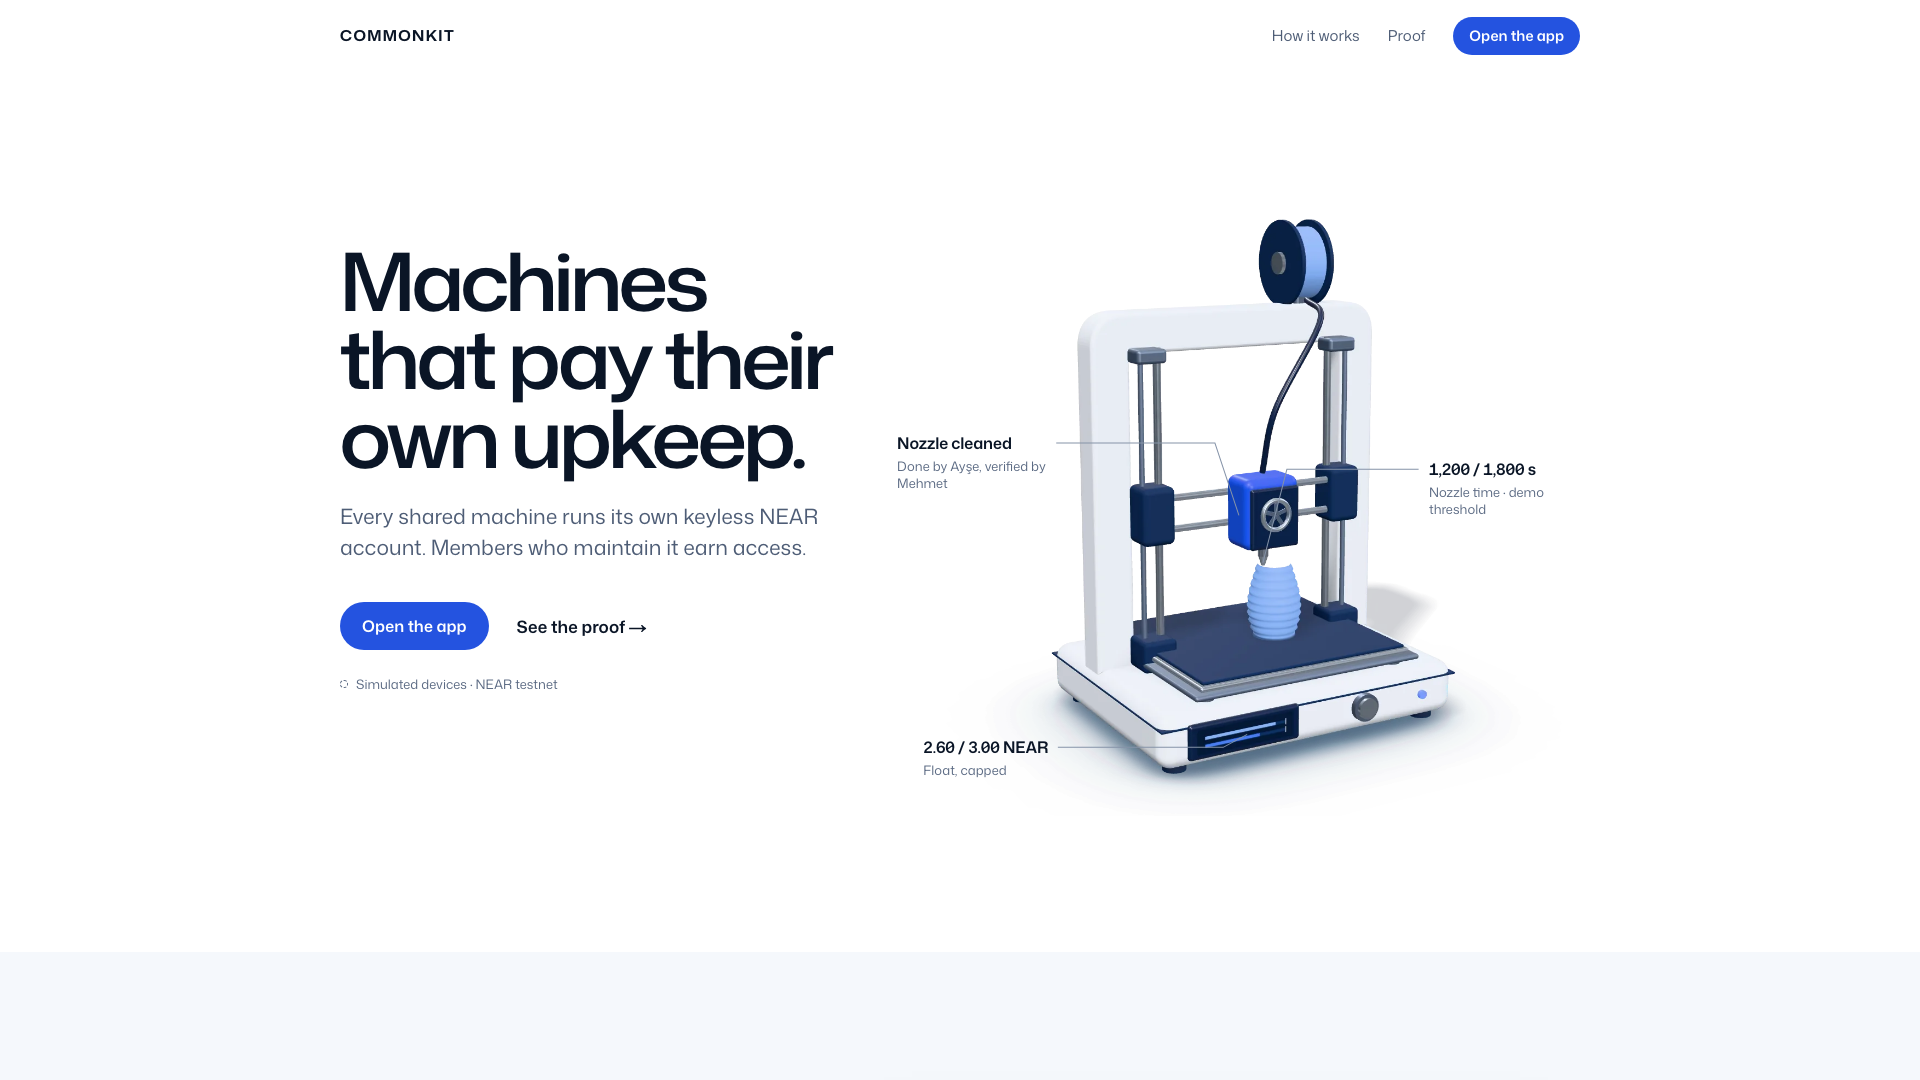 COMMONKIT
How it works
Proof
Open the app
Machines
that pay their
own upkeep.
Every shared machine runs its own keyless NEAR
account. Members who maintain it earn access.
Open the app
See the proof →
Simulated devices · NEAR testnet
Nozzle cleaned
Done by Ayşe, verified by
Mehmet
1,200 / 1,800 s
Nozzle time · demo
threshold
2.60 / 3.00 NEAR
Float, capped